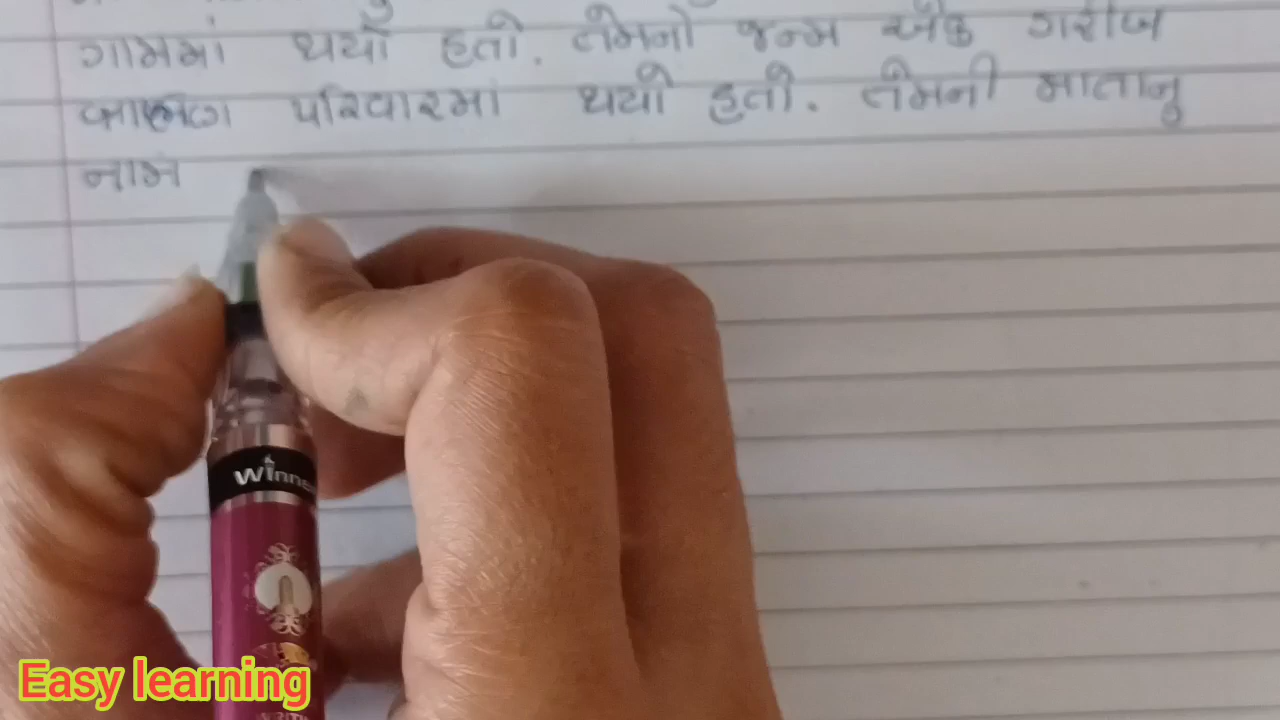 ગામમાં થયો હતો. તેમનો જન્મ એક ગરીબ
બ્રાહ્મણ પરિવારમાં થયો હતો. તેમની માતાનુ
નામ
Winner
Easy learning